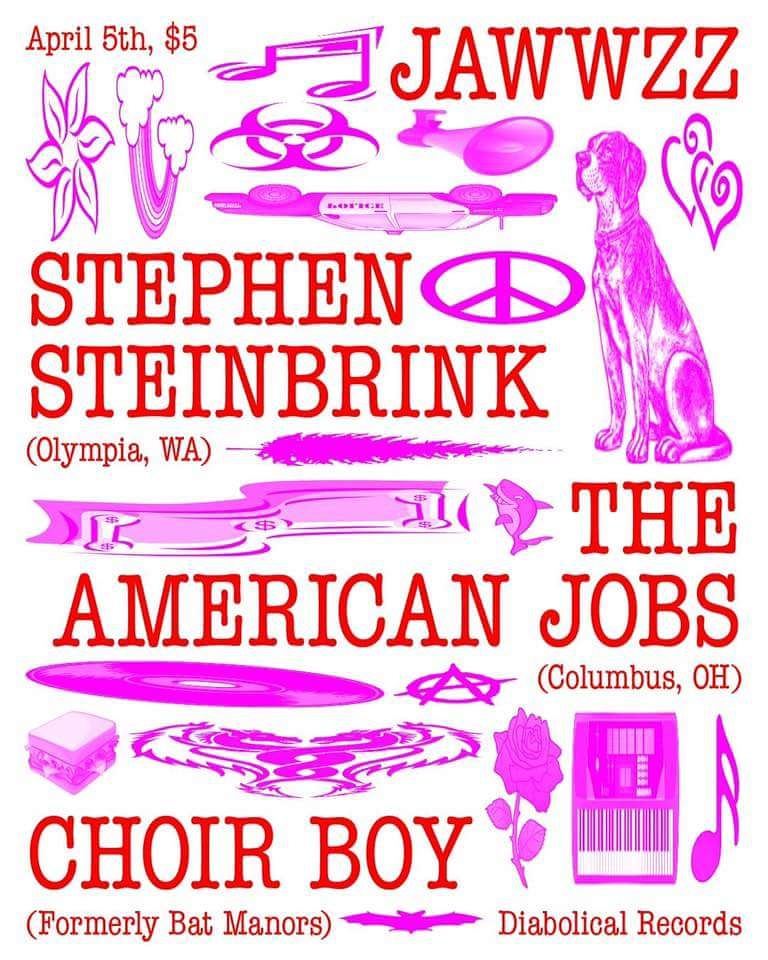 April 5th, $5
JAWWZZ
STEPHEN
STEINBRINK
(Olympia, WA)
$ $ $
THE
AMERICAN JOBS
(Columbus, OH)
CHOIR BOY
(Formerly Bat Manors)
Diabolical Records